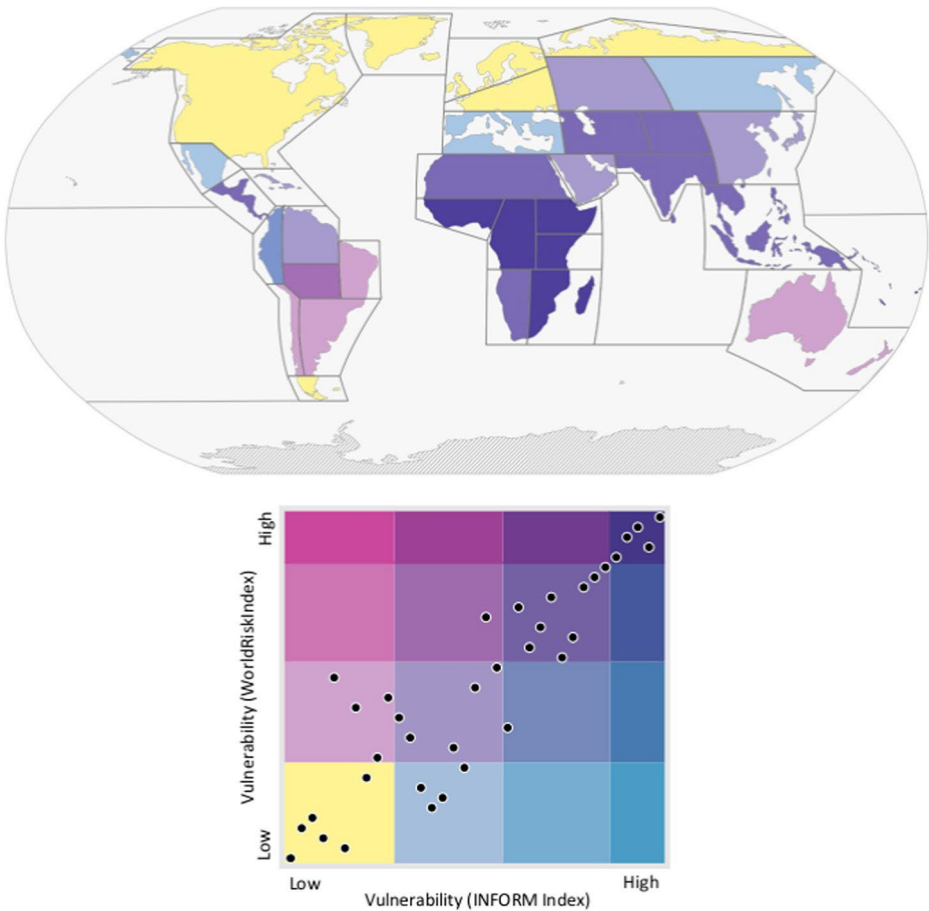 High
Vulnerability (WorldRiskIndex)
Low
Low
High
Vulnerability (INFORM Index)